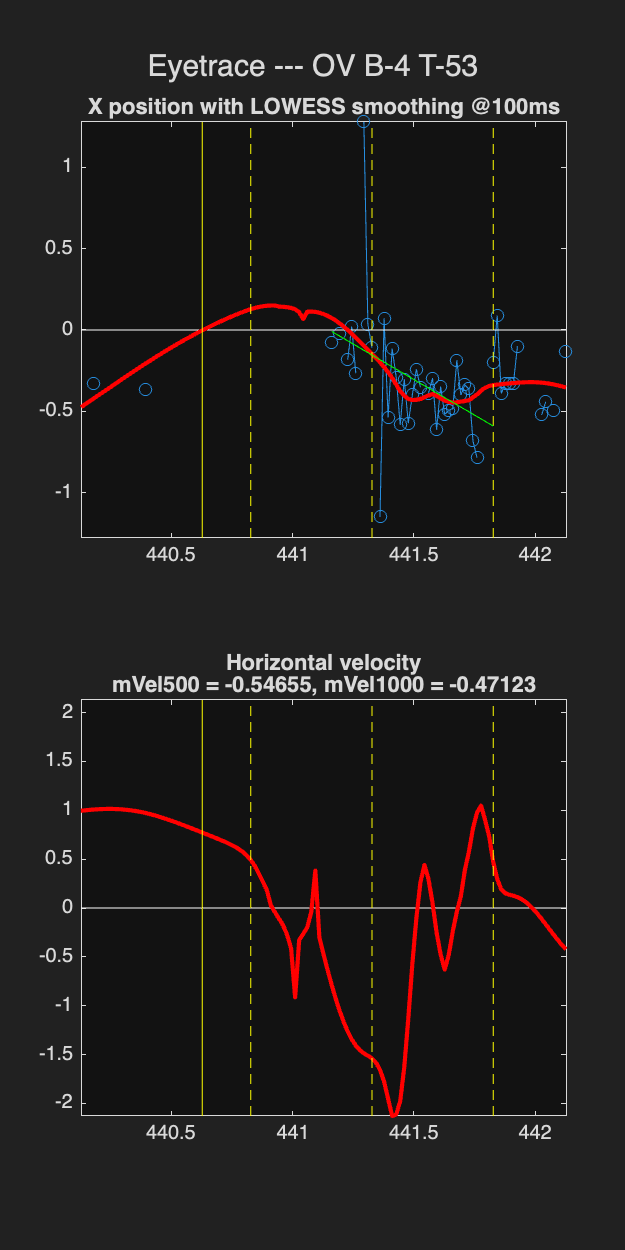 Eyetrace --- OV B-4 T-53
X position with LOWESS smoothing @100ms
1
0.5
0
-0.5
-1
440.5 441 441.5 442
Horizontal velocity
mVel500 = -0.54655, mVel1000 = -0.47123
2
1.5
1
0.5
0
-0.5
-1
-1.5
-2
440.5 441 441.5 442